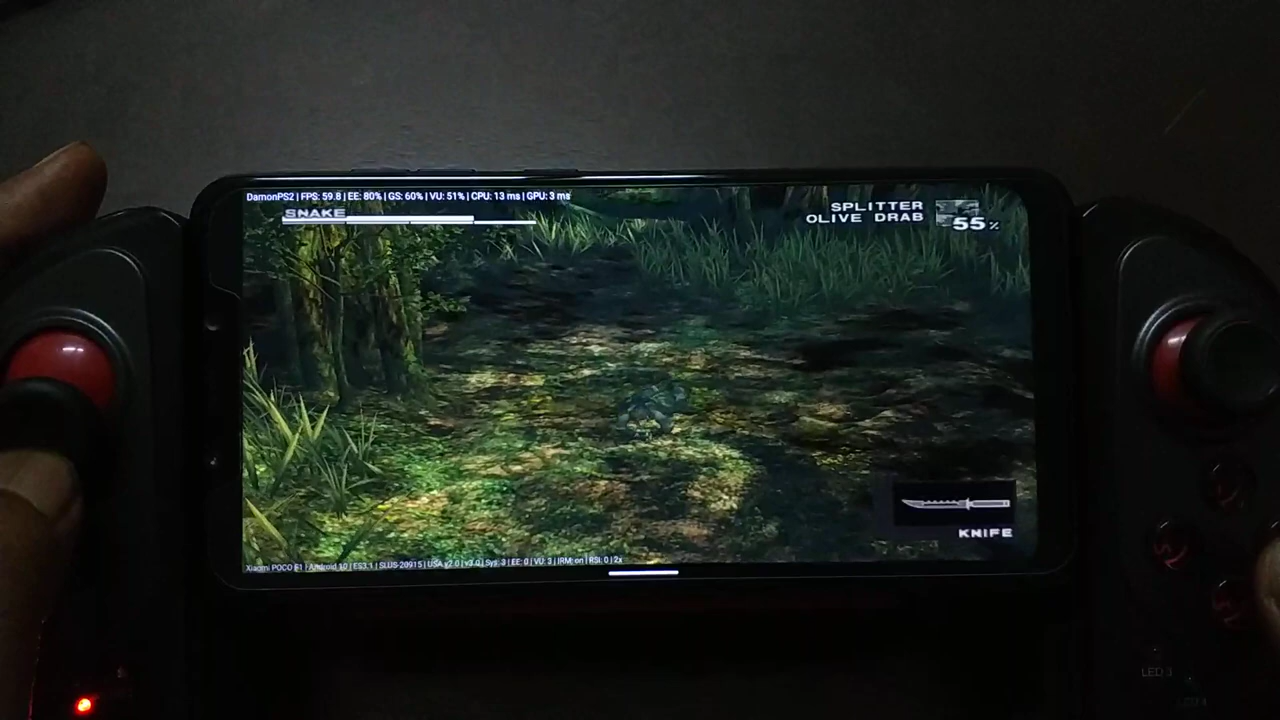 DamonPS2 | FPS: 59.8 | EE: 80% | GS: 60% | VU: 51% | CPU: 13 ms | GPU: 3 ms
SNAKE
SPLITTER
OLIVE DRAB
55%
KNIFE
Xiaomi POCO F1 | Android 10 | ES3.1 | SLUS-20915 | USA v2.0 | v3.0 | Sys: 3 | EE: 0 | VU: 3 | IRM: on | RSI: 0 | 2x
LED 3